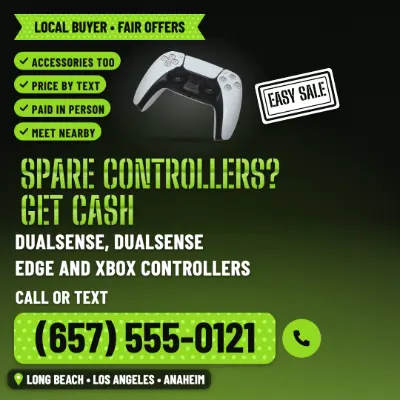 LOCAL BUYER • FAIR OFFERS
ACCESSORIES TOO
PRICE BY TEXT
PAID IN PERSON
MEET NEARBY
EASY SALE
SPARE CONTROLLERS?
GET CASH
DUALSENSE, DUALSENSE
EDGE AND XBOX CONTROLLERS
CALL OR TEXT
(657) 555-0121
LONG BEACH • LOS ANGELES • ANAHEIM